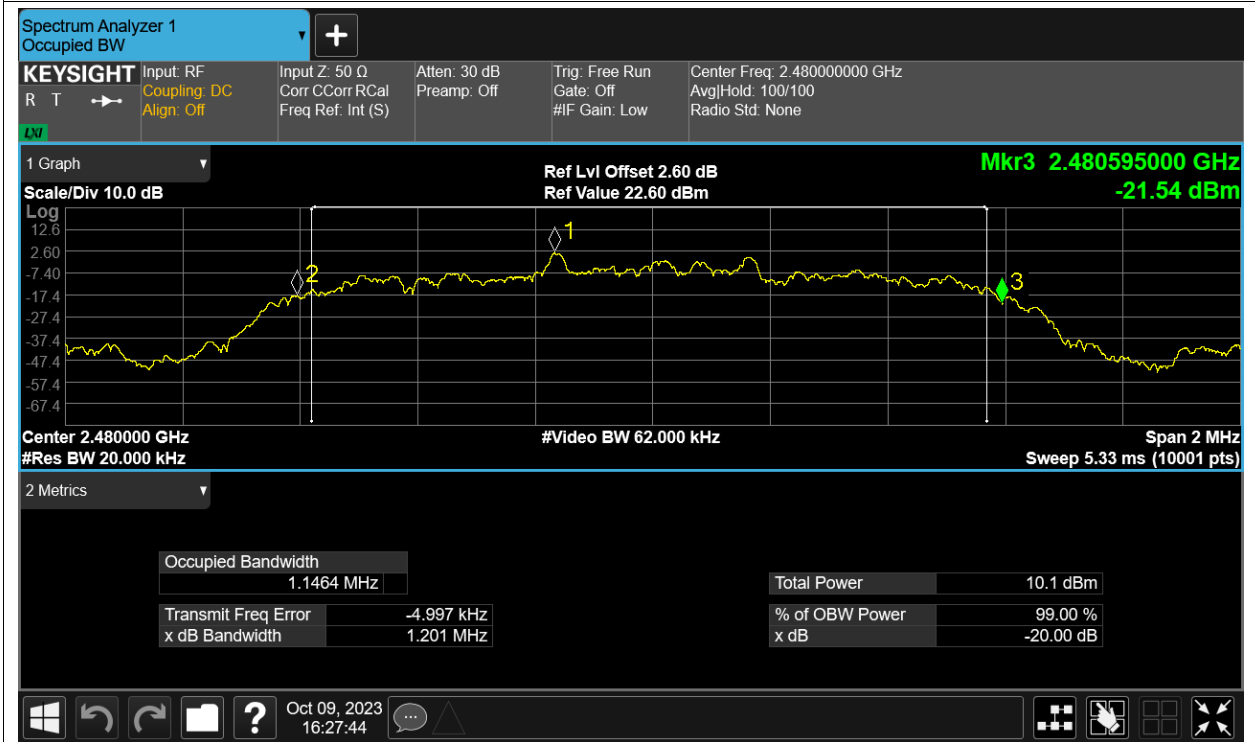 Spectrum Analyzer 1
Occupied BW
+
KEYSIGHT
R T
LXI
Input: RF
Coupling: DC
Align: Off
Input Z: 50 Ω
Corr CCorr RCal
Freq Ref: Int (S)
Atten: 30 dB
Preamp: Off
Trig: Free Run
Gate: Off
#IF Gain: Low
Center Freq: 2.480000000 GHz
Avg|Hold: 100/100
Radio Std: None
1 Graph
Scale/Div 10.0 dB
Ref Lvl Offset 2.60 dB
Ref Value 22.60 dBm
Mkr3 2.480595000 GHz
-21.54 dBm
Log
12.6
2.60
-7.40
-17.4
-27.4
-37.4
-47.4
-57.4
-67.4
1
2
3
Center 2.480000 GHz
#Res BW 20.000 kHz
#Video BW 62.000 kHz
Span 2 MHz
Sweep 5.33 ms (10001 pts)
2 Metrics
Occupied Bandwidth
1.1464 MHz
Transmit Freq Error -4.997 kHz
x dB Bandwidth 1.201 MHz
Total Power 10.1 dBm
% of OBW Power 99.00 %
x dB -20.00 dB
?
Oct 09, 2023
16:27:44